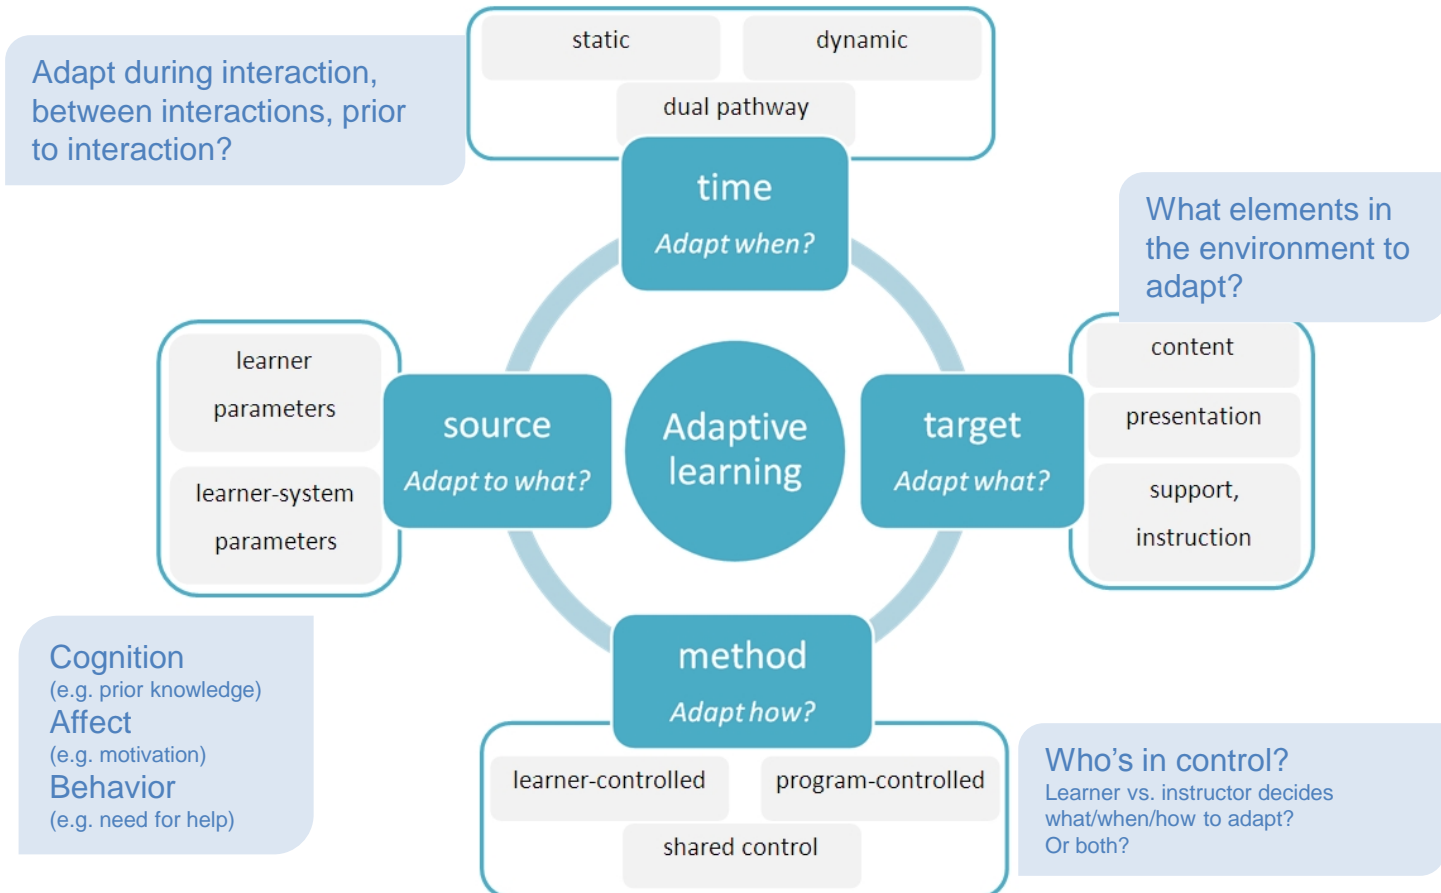 static
dynamic
dual pathway
Adapt during interaction,
between interactions, prior
to interaction?
time
Adapt when?
What elements in
the environment to
adapt?
learner
parameters
learner-system
parameters
source
Adapt to what?
Adaptive
learning
target
Adapt what?
content
presentation
support,
instruction
Cognition
(e.g. prior knowledge)
Affect
(e.g. motivation)
Behavior
(e.g. need for help)
method
Adapt how?
learner-controlled
program-controlled
shared control
Who’s in control?
Learner vs. instructor decides
what/when/how to adapt?
Or both?